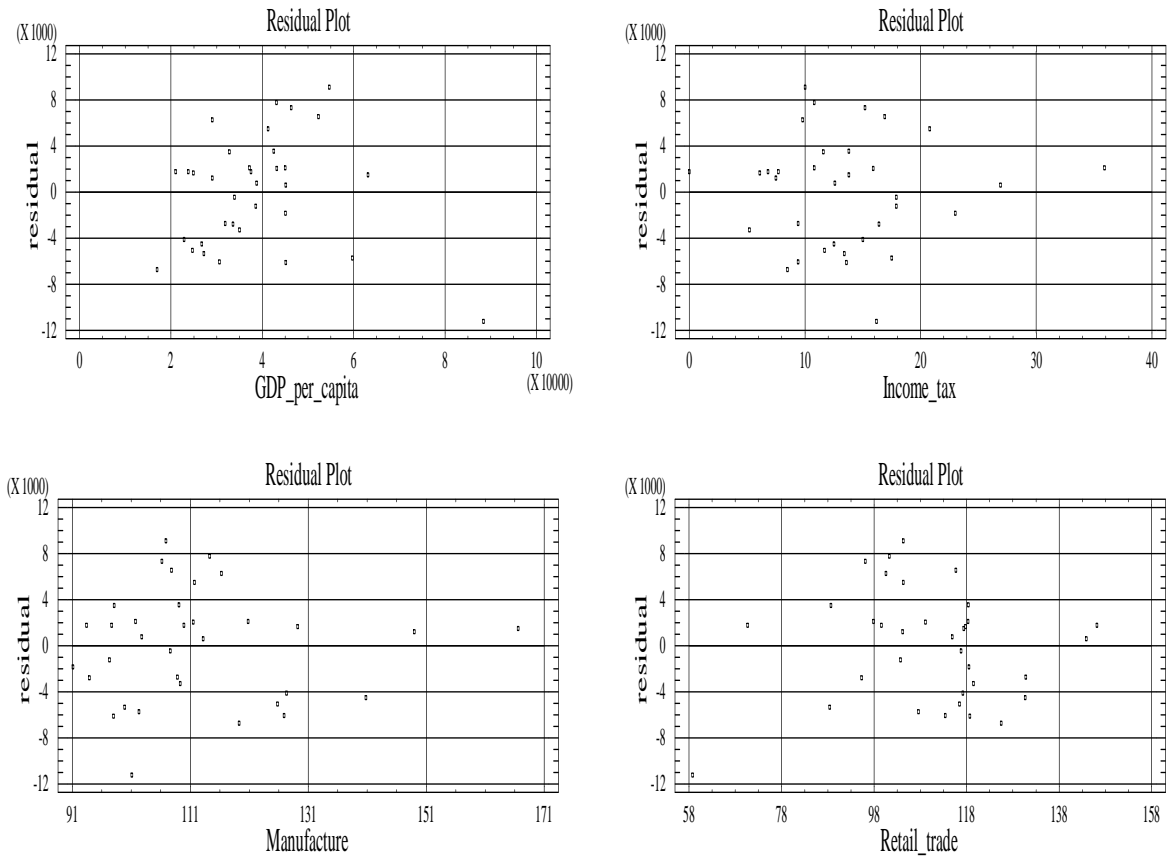 Residual Plot
(X 1000)
12
8
4
0
-4
-8
-12
residual
0 2 4 6 8 10
(X 10000)
GDP_per_capita
Residual Plot
(X 1000)
12
8
4
0
-4
-8
-12
residual
0 10 20 30 40
Income_tax
Residual Plot
(X 1000)
12
8
4
0
-4
-8
-12
residual
91 111 131 151 171
Manufacture
Residual Plot
(X 1000)
12
8
4
0
-4
-8
-12
residual
58 78 98 118 138 158
Retail_trade